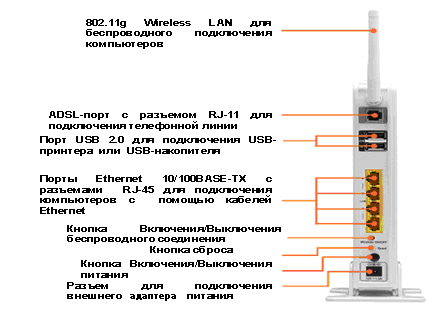 802.11g Wireless LAN для
беспроводного подключения
компьютеров
ADSL-порт с разъемом RJ-11 для
подключения телефонной линии
Порт USB 2.0 для подключения USB-
принтера или USB-накопителя
Порты Ethernet 10/100BASE-TX с
разъемами RJ-45 для подключения
компьютеров с помощью кабелей
Ethernet
Кнопка Включения/Выключения
беспроводного соединения
Кнопка сброса
Кнопка Включения/Выключения
питания
Разъем для подключения
внешнего адаптера питания